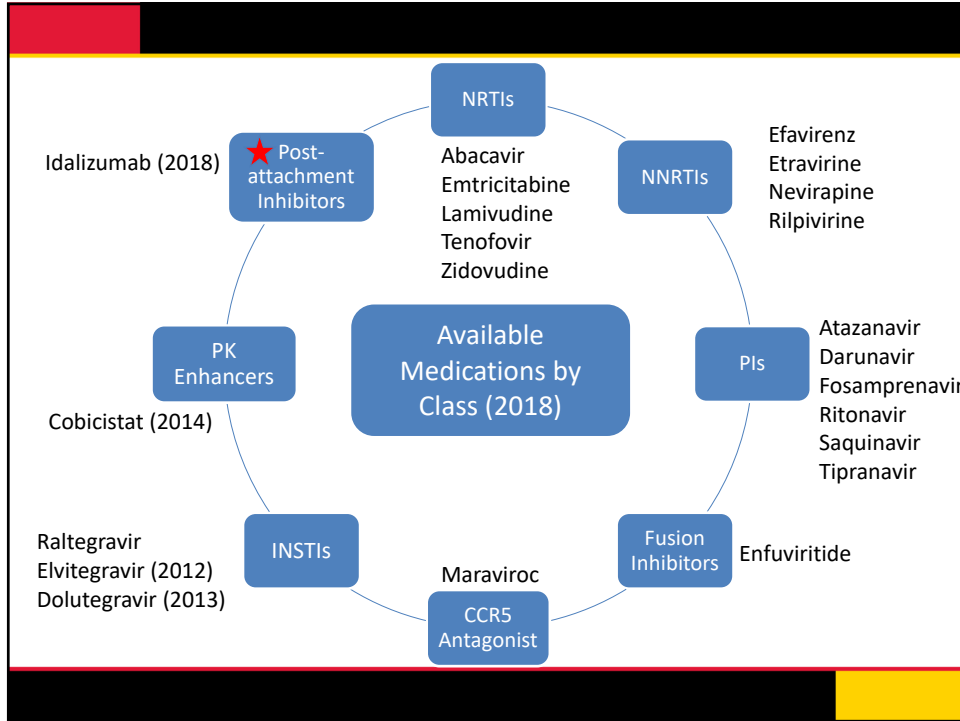 NRTIs
Abacavir
Emtricitabine
Lamivudine
Tenofovir
Zidovudine
NNRTIs
Efavirenz
Etravirine
Nevirapine
Rilpivirine
PIs
Atazanavir
Darunavir
Fosamprenavir
Ritonavir
Saquinavir
Tipranavir
Fusion
Inhibitors
Enfuviritide
Maraviroc
CCR5
Antagonist
INSTIs
Raltegravir
Elvitegravir (2012)
Dolutegravir (2013)
PK
Enhancers
Cobicistat (2014)
Post-
attachment
Inhibitors
Idalizumab (2018)
Available
Medications by
Class (2018)